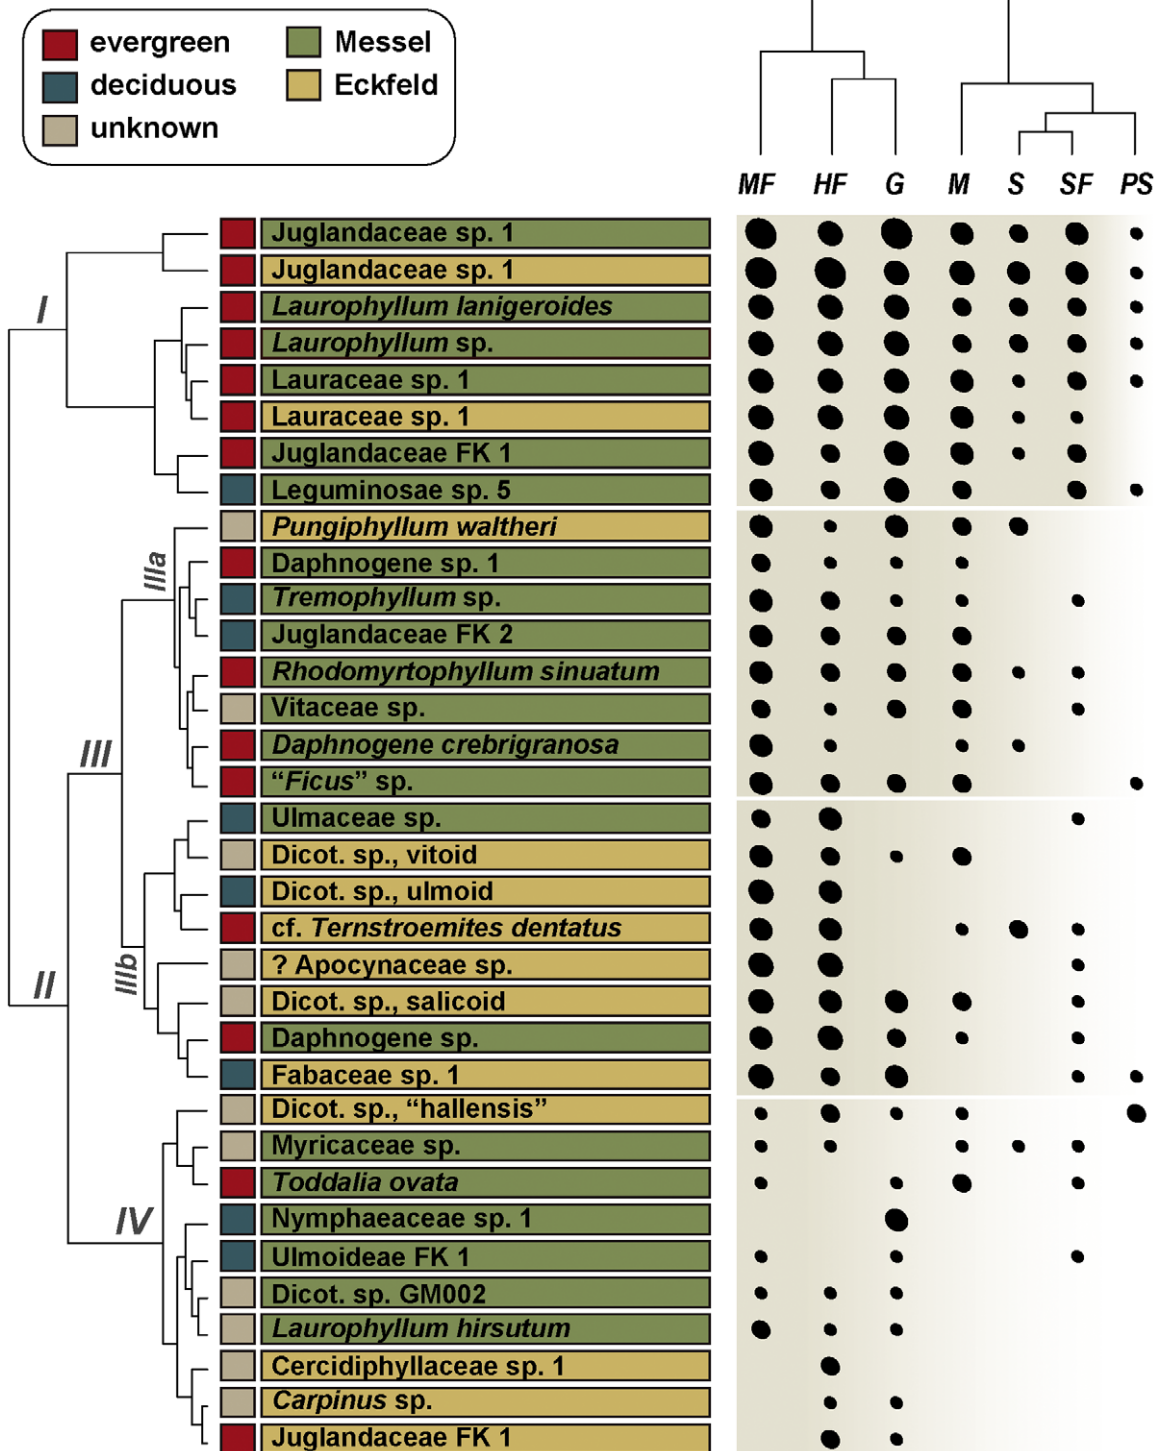 evergreen
deciduous
unknown
Messel
Eckfeld
MF HF G M S SF PS
I
II
III
IIIa
IIIb
IV
Juglandaceae sp. 1
Juglandaceae sp. 1
Laurophyllum lanigeroides
Laurophyllum sp.
Lauraceae sp. 1
Lauraceae sp. 1
Juglandaceae FK 1
Leguminosae sp. 5
Pungiphyllum waltheri
Daphnogene sp. 1
Tremophyllum sp.
Juglandaceae FK 2
Rhodomyrtophyllum sinuatum
Vitaceae sp.
Daphnogene crebrigranosa
“Ficus” sp.
Ulmaceae sp.
Dicot. sp., vitoid
Dicot. sp., ulmoid
cf. Ternstroemites dentatus
? Apocynaceae sp.
Dicot. sp., salicoid
Daphnogene sp.
Fabaceae sp. 1
Dicot. sp., “hallensis”
Myricaceae sp.
Toddalia ovata
Nymphaeaceae sp. 1
Ulmoideae FK 1
Dicot. sp. GM002
Laurophyllum hirsutum
Cercidiphyllaceae sp. 1
Carpinus sp.
Juglandaceae FK 1